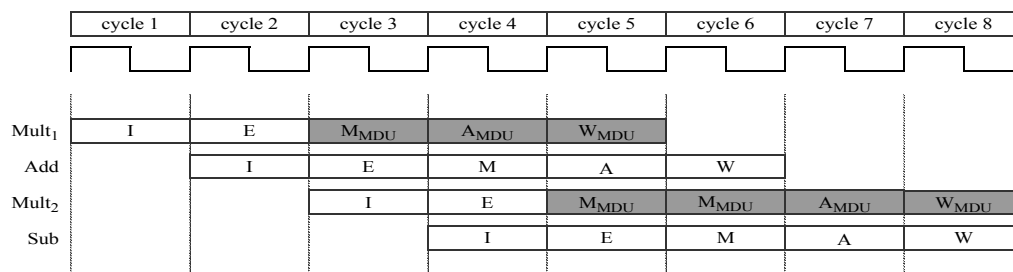 cycle 1 cycle 2 cycle 3 cycle 4 cycle 5 cycle 6 cycle 7 cycle 8
Mult1 I E MMDU AMDU WMDU
Add I E M A W
Mult2 I E MMDU MMDU AMDU WMDU
Sub I E M A W